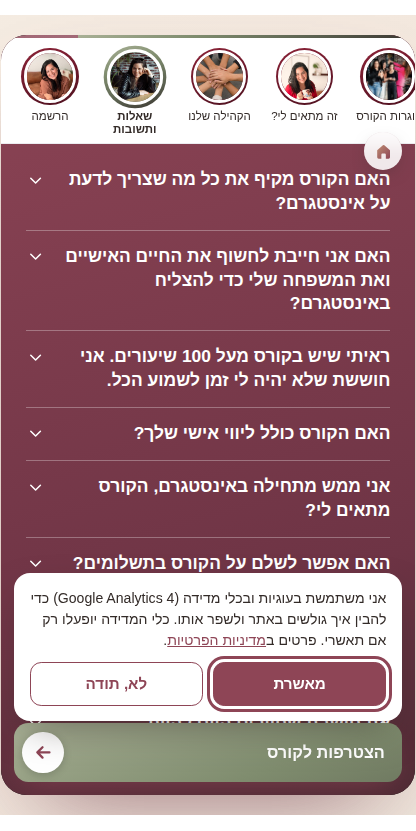 וגרות הקורס
זה מתאים לי?
הקהילה שלנו
שאלות
ותשובות
הרשמה
האם הקורס מקיף את כל מה שצריך לדעת
על אינסטגרם?
האם אני חייבת לחשוף את החיים האישיים
ואת המשפחה שלי כדי להצליח
באינסטגרם?
ראיתי שיש בקורס מעל 100 שיעורים. אני
חוששת שלא יהיה לי זמן לשמוע הכל.
האם הקורס כולל ליווי אישי שלך?
אני ממש מתחילה באינסטגרם, הקורס
מתאים לי?
האם אפשר לשלם על הקורס בתשלומים?
אני משתמשת בעוגיות ובכלי מדידה (Google Analytics 4) כדי
להבין איך גולשים באתר ולשפר אותו. כלי המדידה יופעלו רק
אם תאשרי. פרטים במדיניות הפרטיות.
מאשרת
לא, תודה
הצטרפות לקורס